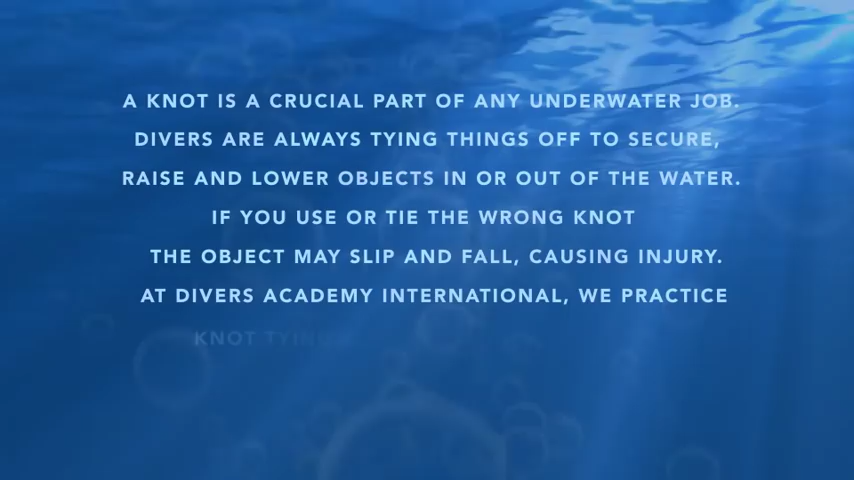 A KNOT IS A CRUCIAL PART OF ANY UNDERWATER JOB.
DIVERS ARE ALWAYS TYING THINGS OFF TO SECURE,
RAISE AND LOWER OBJECTS IN OR OUT OF THE WATER.
IF YOU USE OR TIE THE WRONG KNOT
THE OBJECT MAY SLIP AND FALL, CAUSING INJURY.
AT DIVERS ACADEMY INTERNATIONAL, WE PRACTICE
KNOT TYING